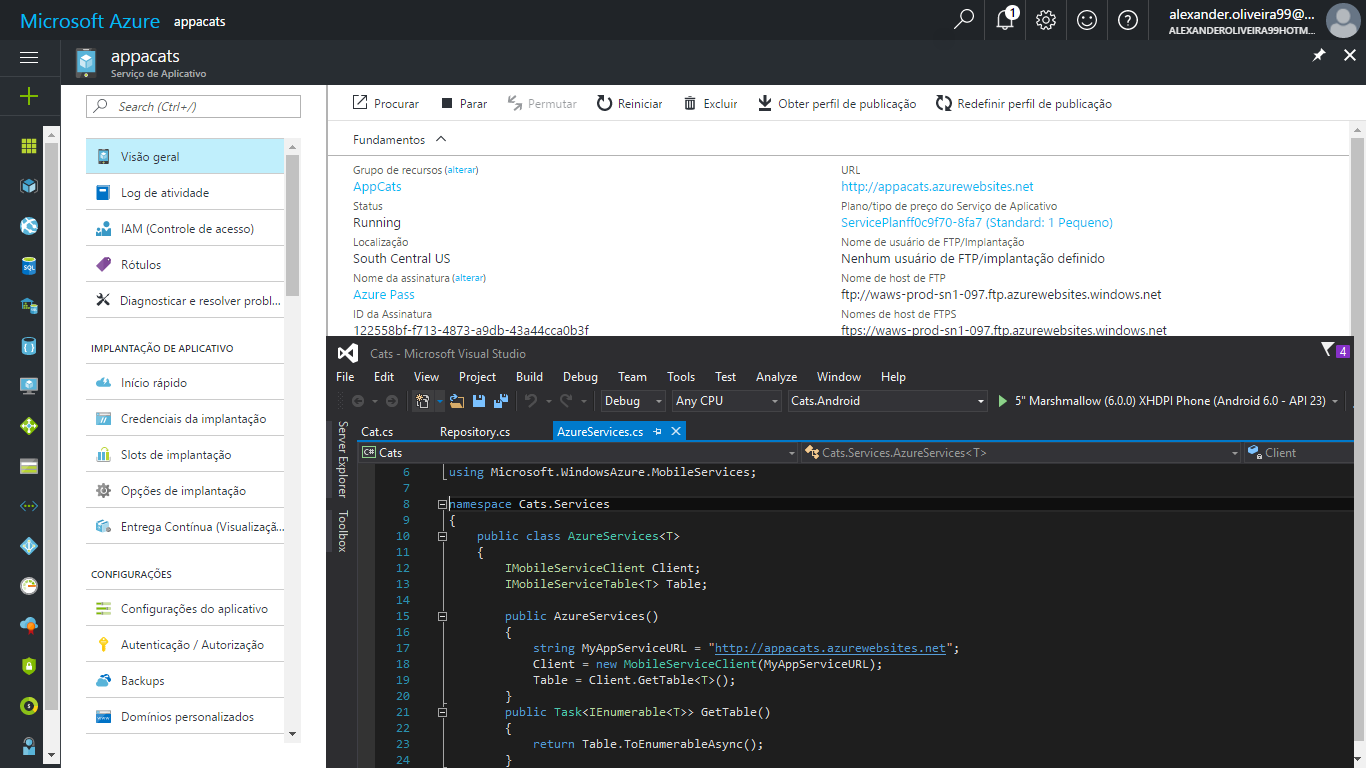 Microsoft Azure appacats
1
alexander.oliveira99@...
ALEXANDEROLIVEIRA99HOTM...
appacats
Serviço de Aplicativo
Search (Ctrl+/)
Visão geral
Log de atividade
IAM (Controle de acesso)
Rótulos
Diagnosticar e resolver probl...
IMPLANTAÇÃO DE APLICATIVO
Início rápido
Credenciais da implantação
Slots de implantação
Opções de implantação
Entrega Contínua (Visualizaçã...
CONFIGURAÇÕES
Configurações do aplicativo
Autenticação / Autorização
Backups
Domínios personalizados
SQL
Procurar Parar Permutar Reiniciar Excluir Obter perfil de publicação Redefinir perfil de publicação
Fundamentos
Grupo de recursos (alterar)
AppCats
Status
Running
Localização
South Central US
Nome da assinatura (alterar)
Azure Pass
ID da Assinatura
122558bf-f713-4873-a9db-43a44cca0b3f
URL
http://appacats.azurewebsites.net
Plano/tipo de preço do Serviço de Aplicativo
ServicePlanff0c9f70-8fa7 (Standard: 1 Pequeno)
Nome de usuário de FTP/Implantação
Nenhum usuário de FTP/implantação definido
Nome de host de FTP
ftp://waws-prod-sn1-097.ftp.azurewebsites.windows.net
Nomes de host de FTPS
ftps://waws-prod-sn1-097.ftp.azurewebsites.windows.net
Cats - Microsoft Visual Studio
4
File Edit View Project Build Debug Team Tools Test Analyze Window Help
Debug Any CPU Cats.Android 5" Marshmallow (6.0.0) XHDPI Phone (Android 6.0 - API 23)
Server Explorer
Toolbox
Cat.cs Repository.cs AzureServices.cs
C# Cats Cats.Services.AzureServices<T> Client
6 using Microsoft.WindowsAzure.MobileServices;
7
8 namespace Cats.Services
9 {
10 public class AzureServices<T>
11 {
12 IMobileServiceClient Client;
13 IMobileServiceTable<T> Table;
14
15 public AzureServices()
16 {
17 string MyAppServiceURL = "http://appacats.azurewebsites.net";
18 Client = new MobileServiceClient(MyAppServiceURL);
19 Table = Client.GetTable<T>();
20 }
21 public Task<IEnumerable<T>> GetTable()
22 {
23 return Table.ToEnumerableAsync();
24 }